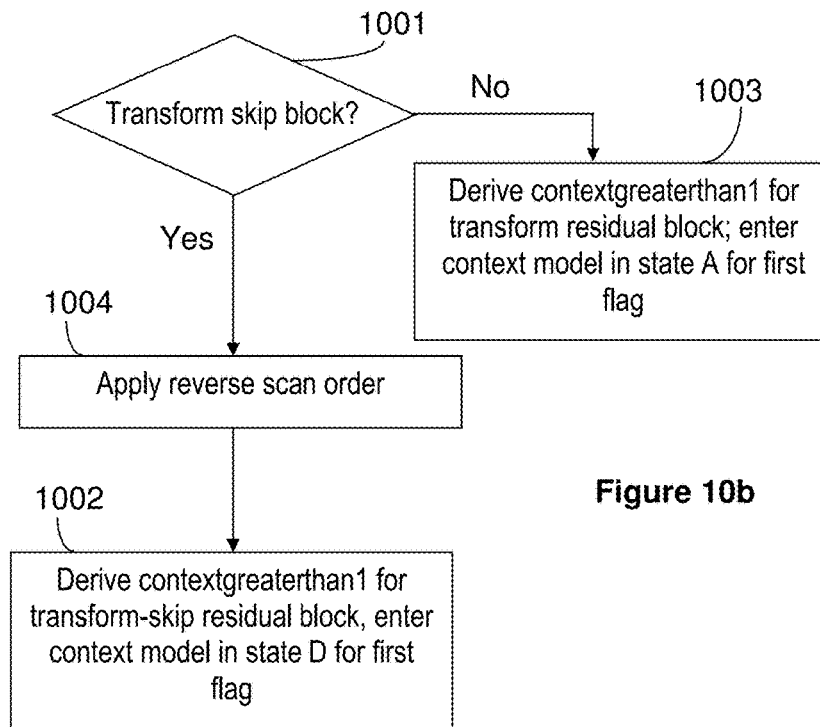 1001
Transform skip block?
No
1003
Derive contextgreaterthan1 for
transform residual block; enter
context model in state A for first
flag
Yes
1004
Apply reverse scan order
1002
Derive contextgreaterthan1 for
transform-skip residual block, enter
context model in state D for first
flag
Figure 10b